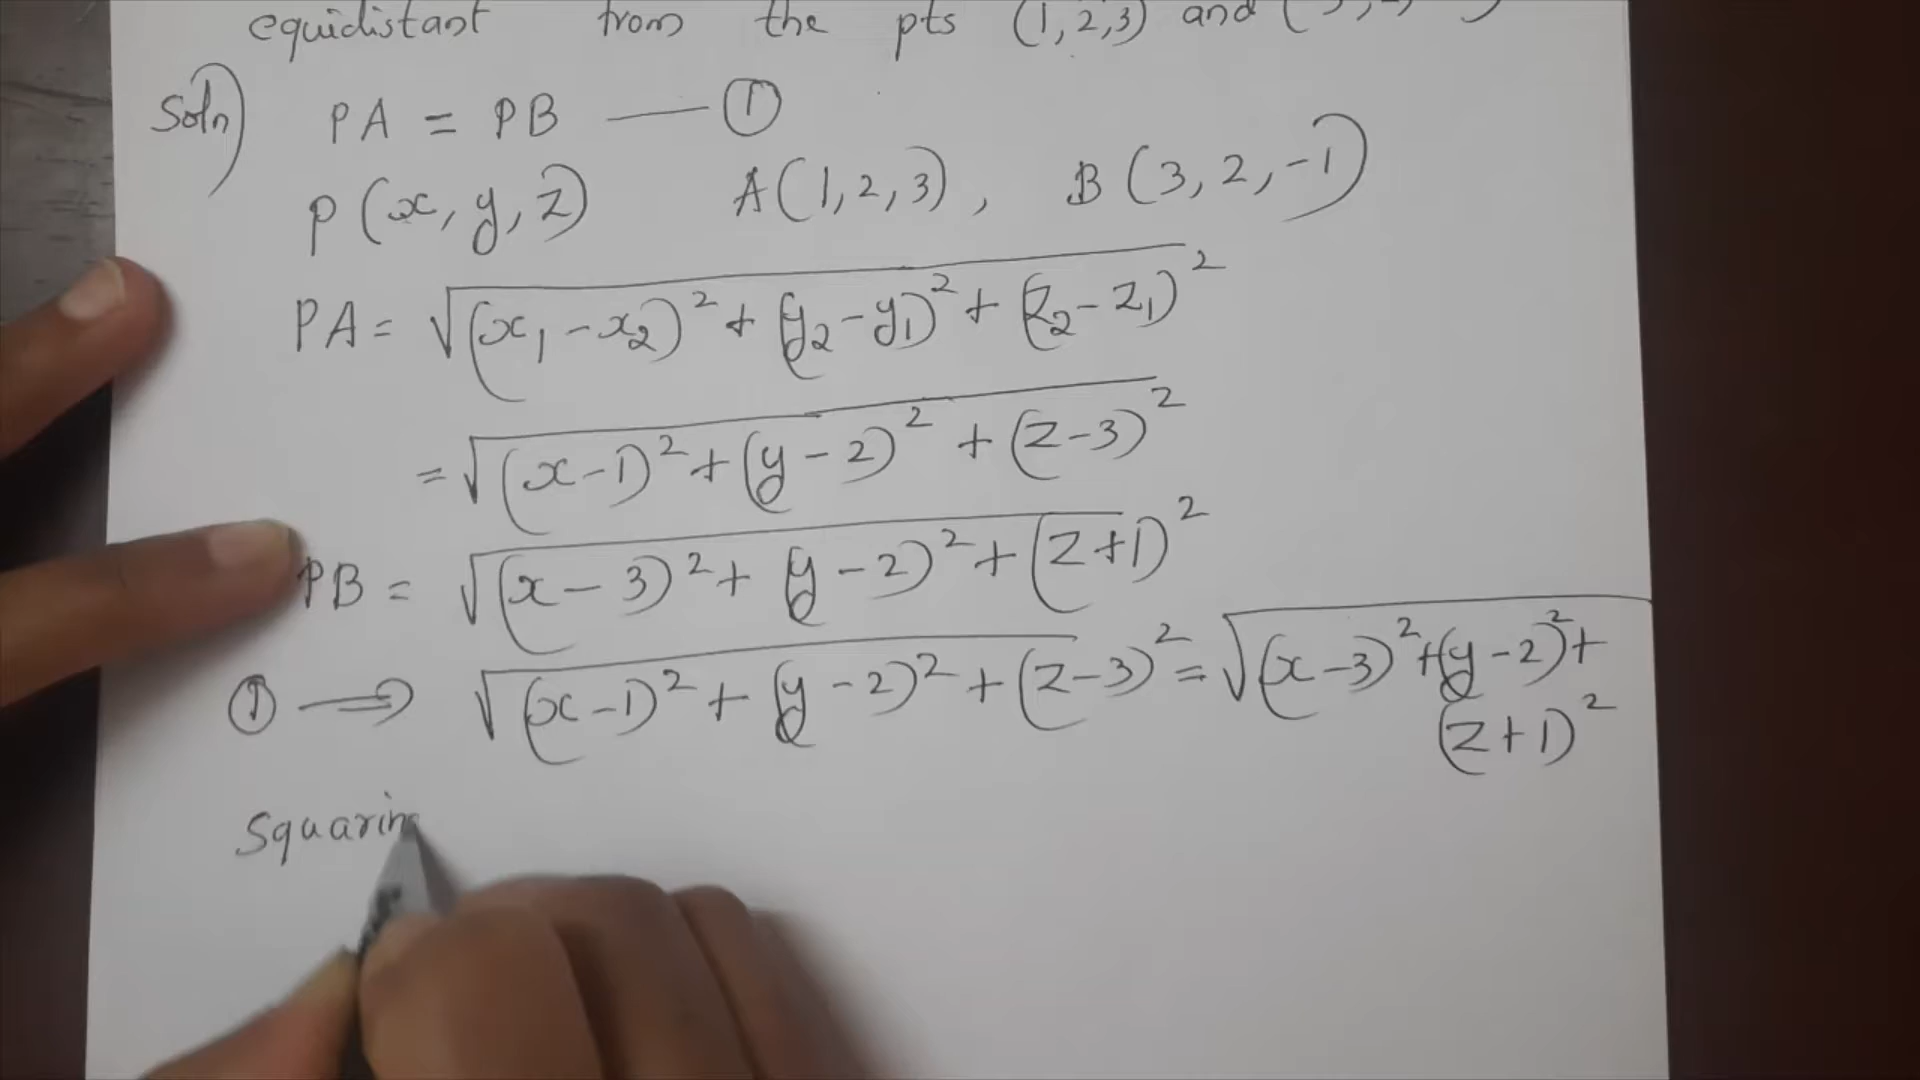 equidistant from the pts (1,2,3) and (3,
Soln) PA = PB —— ①
P(x, y, z) A(1,2,3), B(3, 2, -1)
PA = √(x₁ - x₂)² + (y₂ - y₁)² + (z₂ - z₁)²
= √(x-1)² + (y-2)² + (z-3)²
PB = √(x-3)² + (y-2)² + (z+1)²
① ⟹ √(x-1)² + (y-2)² + (z-3)² = √(x-3)² + (y-2)² +
(z+1)²
Squarin